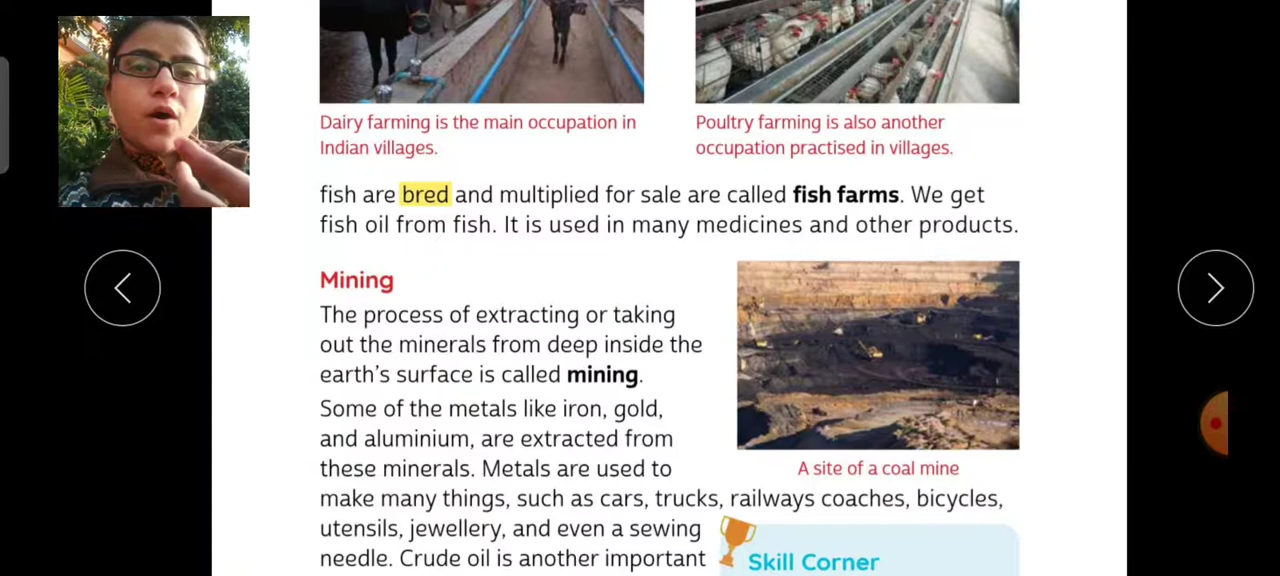 Dairy farming is the main occupation in
Indian villages.
Poultry farming is also another
occupation practised in villages.
fish are bred and multiplied for sale are called fish farms. We get
fish oil from fish. It is used in many medicines and other products.
Mining
The process of extracting or taking
out the minerals from deep inside the
earth's surface is called mining.
Some of the metals like iron, gold,
and aluminium, are extracted from
these minerals. Metals are used to
A site of a coal mine
make many things, such as cars, trucks, railways coaches, bicycles,
utensils, jewellery, and even a sewing
needle. Crude oil is another important
Skill Corner